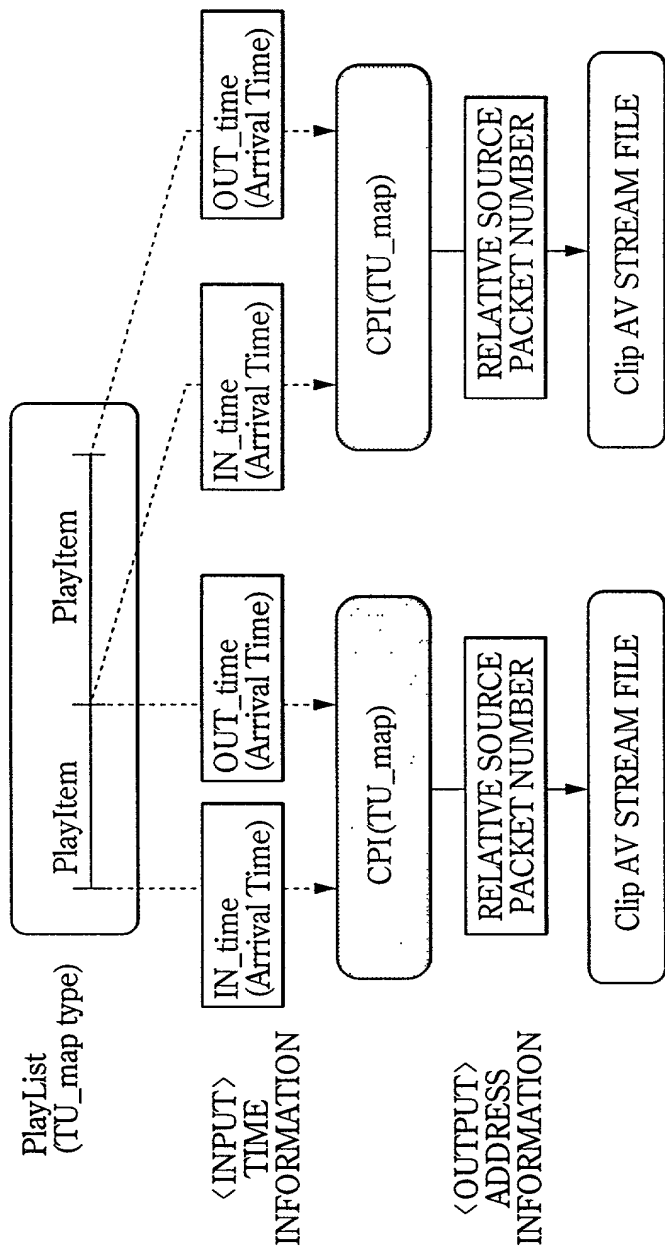 PlayList
(TU_map type)
PlayItem
PlayItem
<INPUT>
TIME
INFORMATION
IN_time
(Arrival Time)
OUT_time
(Arrival Time)
IN_time
(Arrival Time)
OUT_time
(Arrival Time)
CPI(TU_map)
CPI(TU_map)
<OUTPUT>
ADDRESS
INFORMATION
RELATIVE SOURCE
PACKET NUMBER
RELATIVE SOURCE
PACKET NUMBER
Clip AV STREAM FILE
Clip AV STREAM FILE